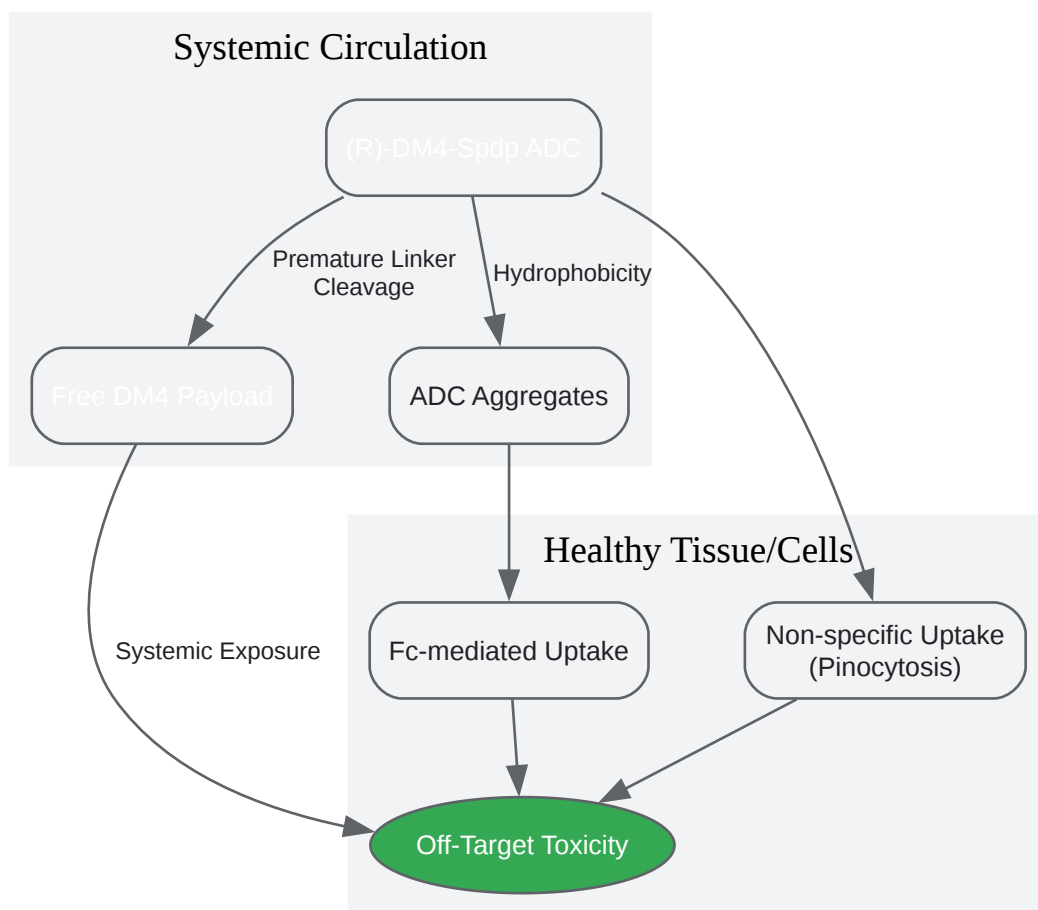 Systemic Circulation
(R)-DM4-Spdp ADC
Premature Linker
Cleavage
Hydrophobicity
Free DM4 Payload
ADC Aggregates
Healthy Tissue/Cells
Systemic Exposure
Fc-mediated Uptake
Non-specific Uptake
(Pinocytosis)
Off-Target Toxicity